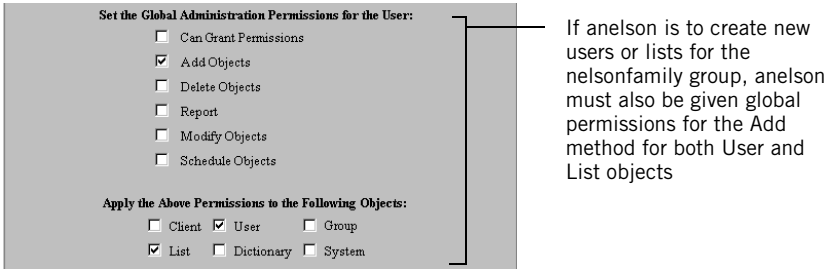 Set the Global Administration Permissions for the User:
Can Grant Permissions
Add Objects
Delete Objects
Report
Modify Objects
Schedule Objects
Apply the Above Permissions to the Following Objects:
Client User Group
List Dictionary System
If anelson is to create new
users or lists for the
nelsonfamily group, anelson
must also be given global
permissions for the Add
method for both User and
List objects